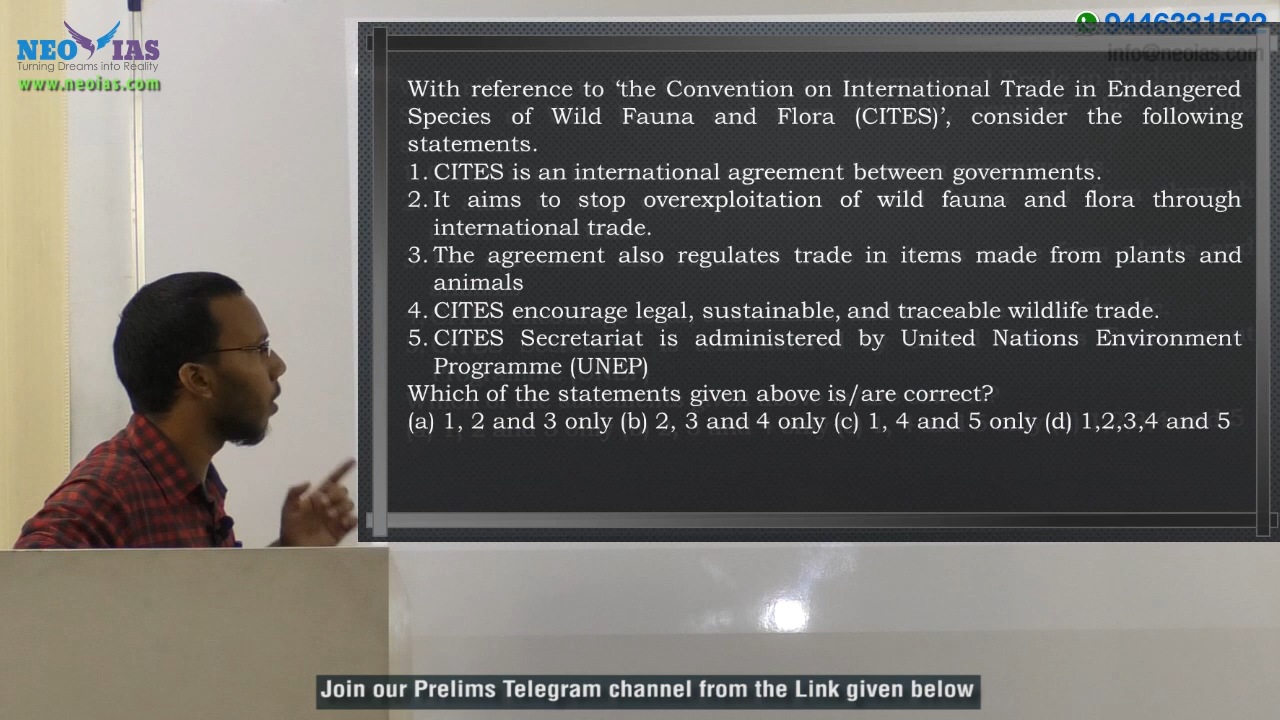 NEO IAS
Turning Dreams into Reality
www.neoias.com
9446331522
info@neoias.com
With reference to ‘the Convention on International Trade in Endangered
Species of Wild Fauna and Flora (CITES)’, consider the following
statements.
1. CITES is an international agreement between governments.
2. It aims to stop overexploitation of wild fauna and flora through
international trade.
3. The agreement also regulates trade in items made from plants and
animals
4. CITES encourage legal, sustainable, and traceable wildlife trade.
5. CITES Secretariat is administered by United Nations Environment
Programme (UNEP)
Which of the statements given above is/are correct?
(a) 1, 2 and 3 only (b) 2, 3 and 4 only (c) 1, 4 and 5 only (d) 1,2,3,4 and 5
Join our Prelims Telegram channel from the Link given below